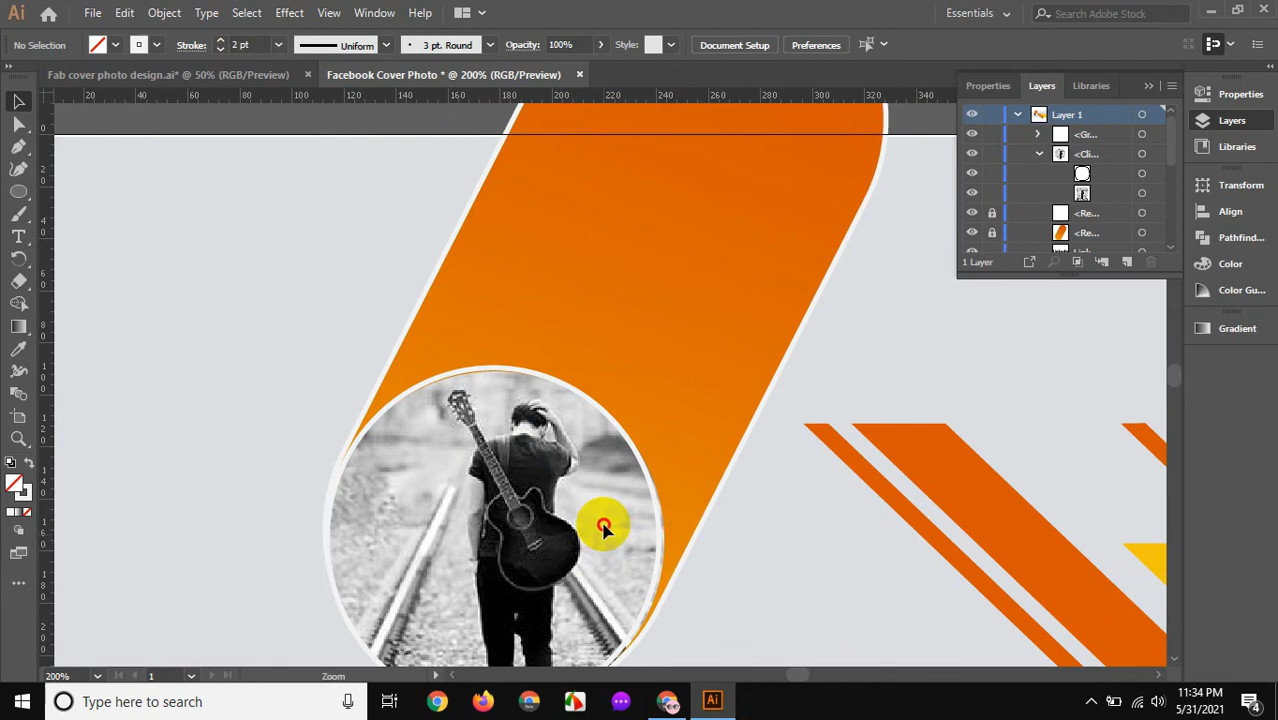 Ai File Edit Object Type Select Effect View Window Help Essentials Search Adobe Stock
No Selection Stroke: 2 pt Uniform 3 pt. Round Opacity: 100% Style: Document Setup Preferences
Fab cover photo design.ai* @ 50% (RGB/Preview) × Facebook Cover Photo * @ 200% (RGB/Preview) ×
Properties Layers Libraries
20 40 60 80 100 120 140 160 180 200 220 240 260 280 300 320 340
Layer 1
<Gr...
<Cli...
<Re...
<Re...
1 Layer
Properties
Layers
Libraries
Transform
Align
Pathfind...
Color
Color Gu...
Gradient
200% 1 Zoom
Type here to search
Ai
11:34 PM
5/31/2021
4